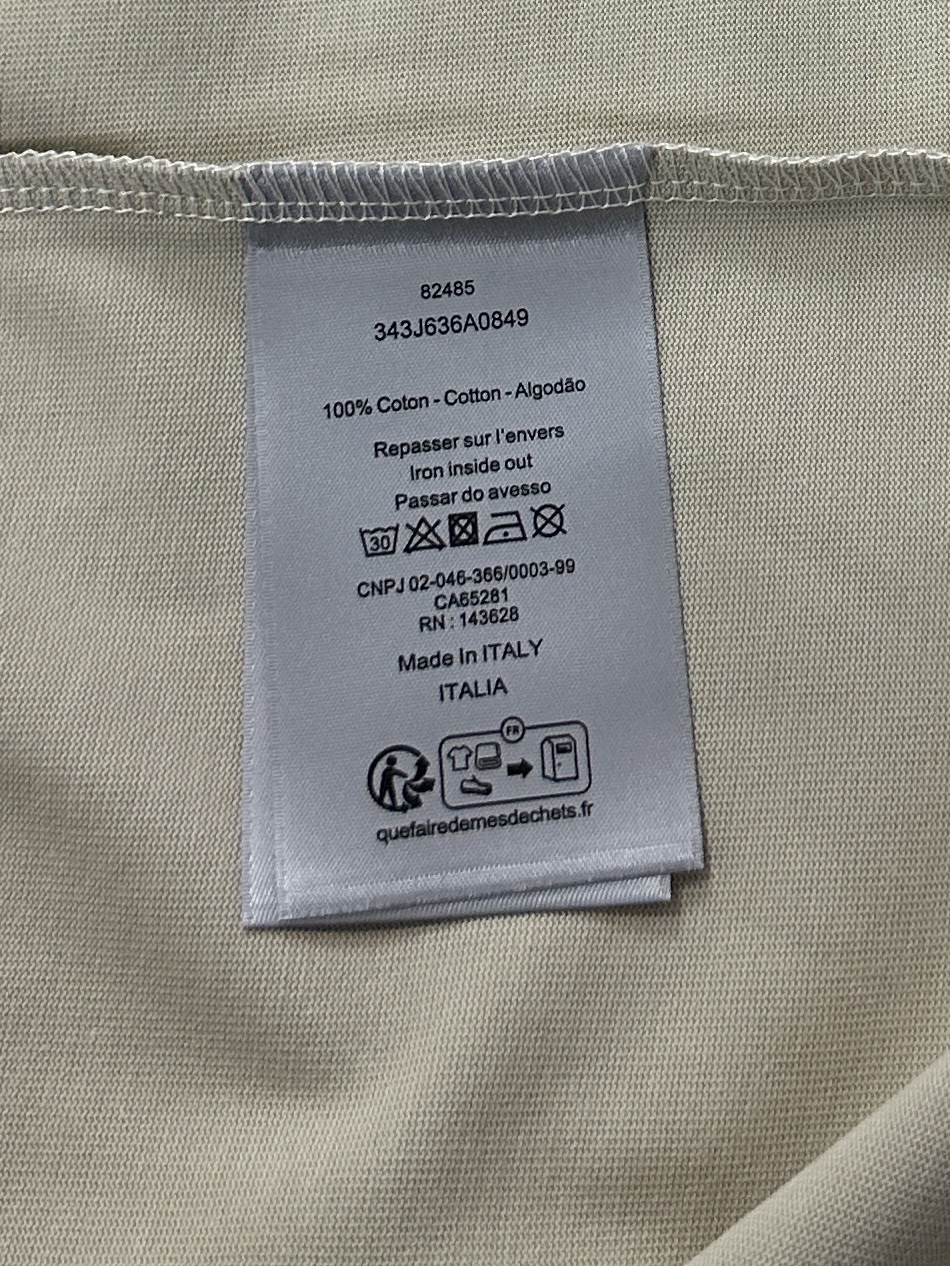 82485
343J636A0849
100% Coton - Cotton - Algodão
Repasser sur l'envers
Iron inside out
Passar do avesso
30
CNPJ 02-046-366/0003-99
CA65281
RN : 143628
Made In ITALY
ITALIA
FR
quefairedemesdechets.fr